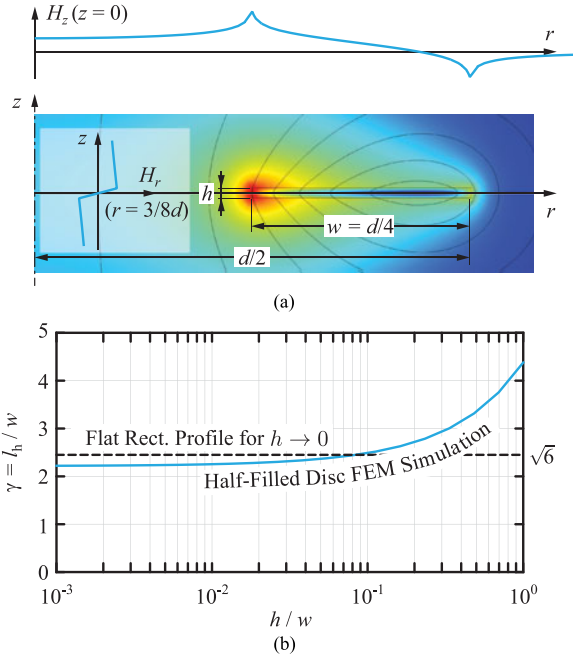 H_z (z = 0)
r
z
z
H_r
(r = 3/8d)
h
r
w = d/4
d/2
(a)
5
4
3
2
1
0
γ = l_h / w
Flat Rect. Profile for h → 0
√6
Half-Filled Disc FEM Simulation
10^-3
10^-2
10^-1
10^0
h / w
(b)